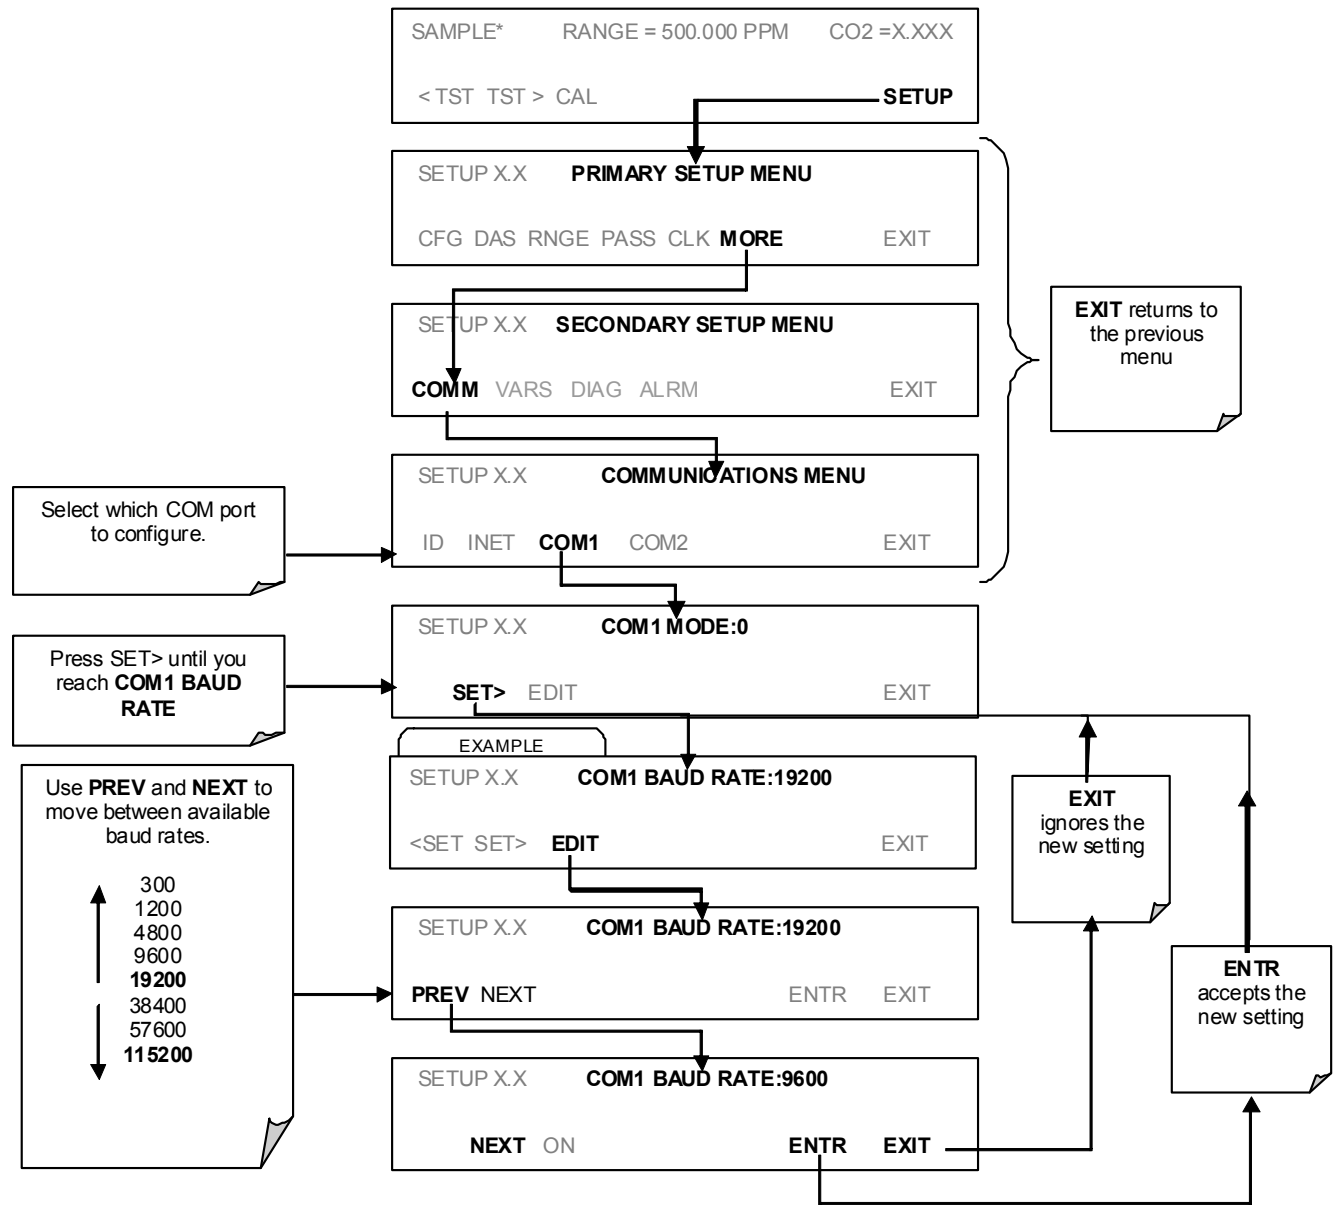 SAMPLE* RANGE = 500.000 PPM CO2 =X.XXX
< TST TST > CAL SETUP
SETUP X.X PRIMARY SETUP MENU
CFG DAS RNGE PASS CLK MORE EXIT
SETUP X.X SECONDARY SETUP MENU
COMM VARS DIAG ALRM EXIT
EXIT returns to
the previous
menu
SETUP X.X COMMUNICATIONS MENU
ID INET COM1 COM2 EXIT
Select which COM port
to configure.
SETUP X.X COM1 MODE:0
SET> EDIT EXIT
Press SET> until you
reach COM1 BAUD
RATE
EXAMPLE
SETUP X.X COM1 BAUD RATE:19200
<SET SET> EDIT EXIT
Use PREV and NEXT to
move between available
baud rates.
300
1200
4800
9600
19200
38400
57600
115200
EXIT
ignores the
new setting
SETUP X.X COM1 BAUD RATE:19200
PREV NEXT ENTR EXIT
ENTR
accepts the
new setting
SETUP X.X COM1 BAUD RATE:9600
NEXT ON ENTR EXIT